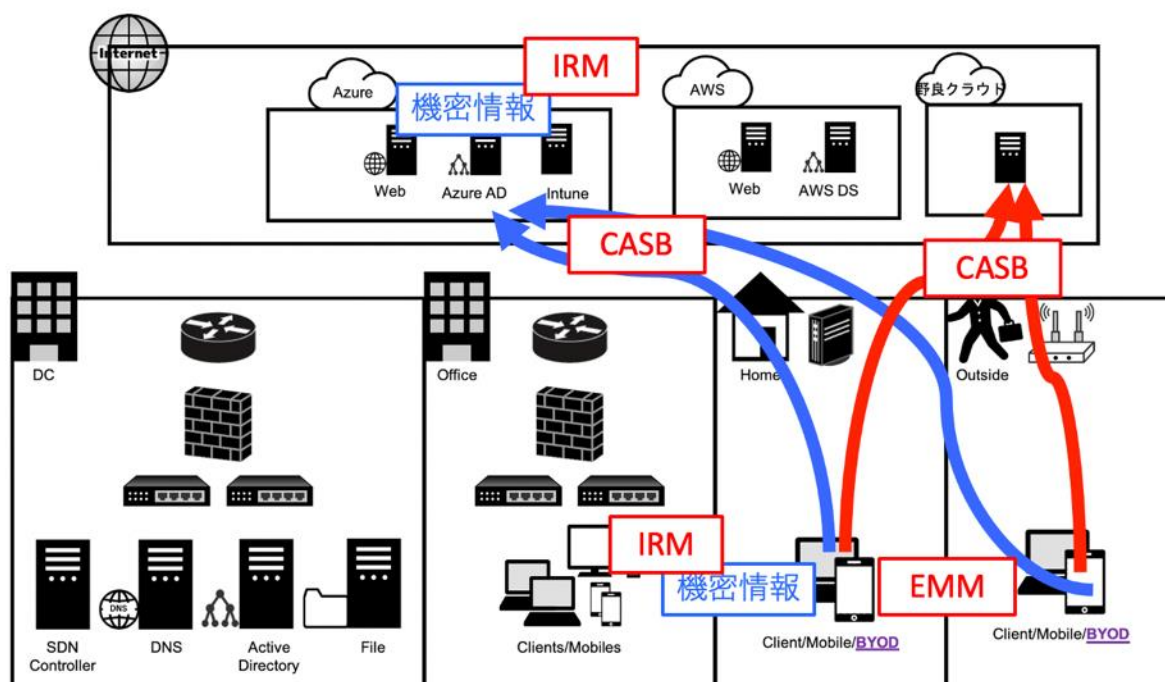 Internet
IRM
Azure
機密情報
AWS
野良クラウド
Web
Azure AD
Intune
Web
AWS DS
CASB
CASB
DC
Office
Home
Outside
IRM
機密情報
EMM
DNS
SDN
Controller
DNS
Active
Directory
File
Clients/Mobiles
Client/Mobile/BYOD
Client/Mobile/BYOD